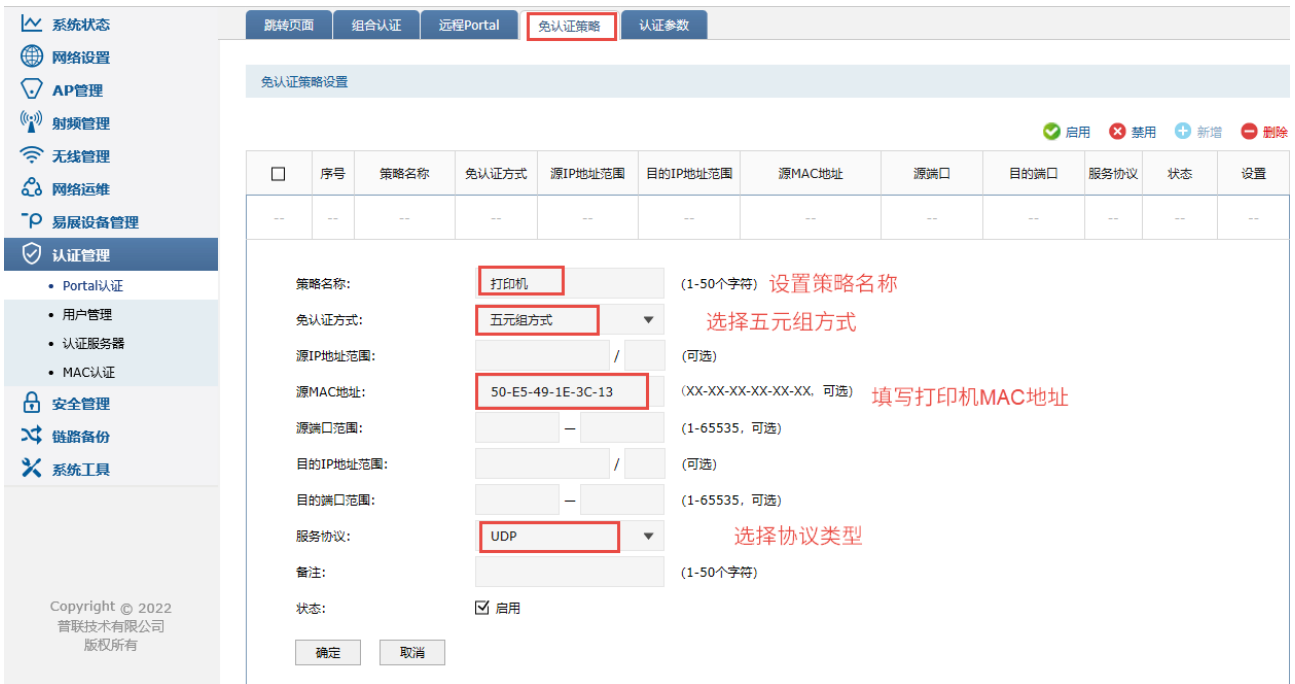 系统状态
网络设置
AP管理
射频管理
无线管理
网络运维
易展设备管理
认证管理
• Portal认证
• 用户管理
• 认证服务器
• MAC认证
安全管理
链路备份
系统工具
Copyright © 2022
普联技术有限公司
版权所有
跳转页面 组合认证 远程Portal 免认证策略 认证参数
免认证策略设置
启用 禁用 新增 删除
序号 策略名称 免认证方式 源IP地址范围 目的IP地址范围 源MAC地址 源端口 目的端口 服务协议 状态 设置
-- -- -- -- -- -- -- -- -- -- -- --
策略名称: 打印机 (1-50个字符) 设置策略名称
免认证方式: 五元组方式 选择五元组方式
源IP地址范围: / (可选)
源MAC地址: 50-E5-49-1E-3C-13 (XX-XX-XX-XX-XX-XX, 可选) 填写打印机MAC地址
源端口范围: — (1-65535, 可选)
目的IP地址范围: / (可选)
目的端口范围: — (1-65535, 可选)
服务协议: UDP 选择协议类型
备注: (1-50个字符)
状态: 启用
确定 取消